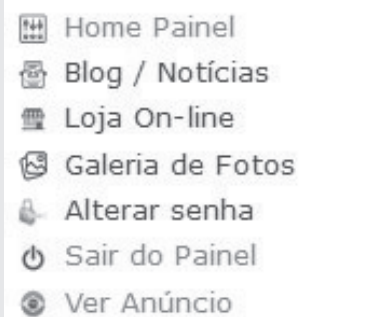 Home Painel
Blog / Notícias
Loja On-line
Galeria de Fotos
Alterar senha
Sair do Painel
Ver Anúncio